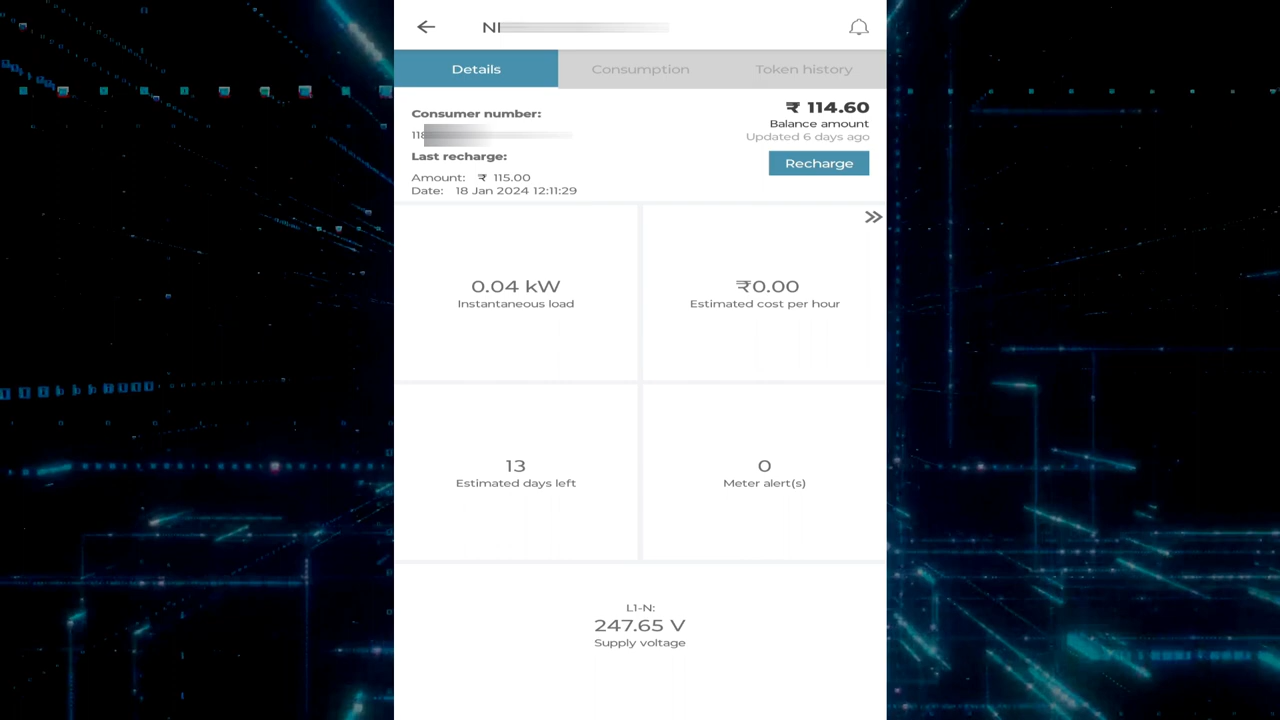 Details
Consumption
Token history
Consumer number:
₹ 114.60
Balance amount
Updated 6 days ago
Last recharge:
Recharge
Amount: ₹ 115.00
Date: 18 Jan 2024 12:11:29
0.04 kW
Instantaneous load
₹0.00
Estimated cost per hour
13
Estimated days left
0
Meter alert(s)
L1-N:
247.65 V
Supply voltage